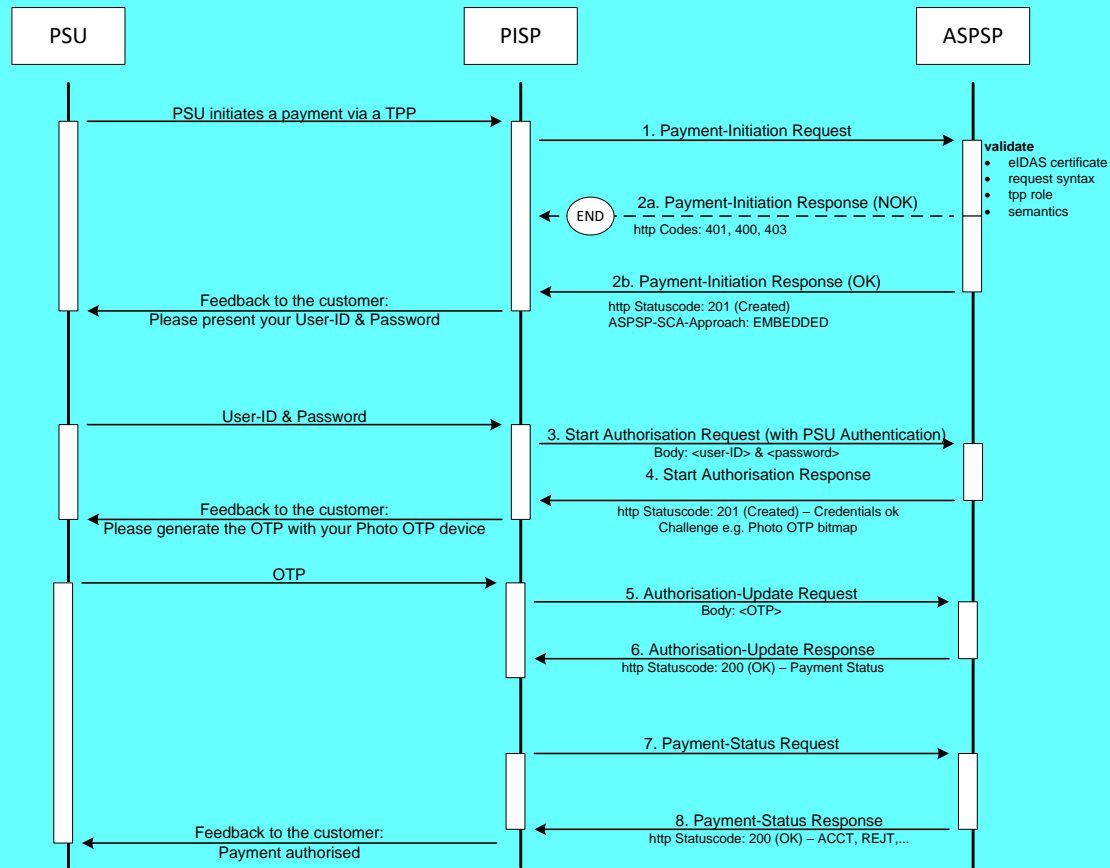 PSU
PISP
ASPSP
PSU initiates a payment via a TPP
1. Payment-Initiation Request
validate
• eIDAS certificate
• request syntax
• tpp role
• semantics
2a. Payment-Initiation Response (NOK)
END
http Codes: 401, 400, 403
2b. Payment-Initiation Response (OK)
http Statuscode: 201 (Created)
ASPSP-SCA-Approach: EMBEDDED
Feedback to the customer:
Please present your User-ID & Password
User-ID & Password
3. Start Authorisation Request (with PSU Authentication)
Body: <user-ID> & <password>
4. Start Authorisation Response
http Statuscode: 201 (Created) – Credentials ok
Challenge e.g. Photo OTP bitmap
Feedback to the customer:
Please generate the OTP with your Photo OTP device
OTP
5. Authorisation-Update Request
Body: <OTP>
6. Authorisation-Update Response
http Statuscode: 200 (OK) – Payment Status
7. Payment-Status Request
8. Payment-Status Response
http Statuscode: 200 (OK) – ACCT, REJT,...
Feedback to the customer:
Payment authorised